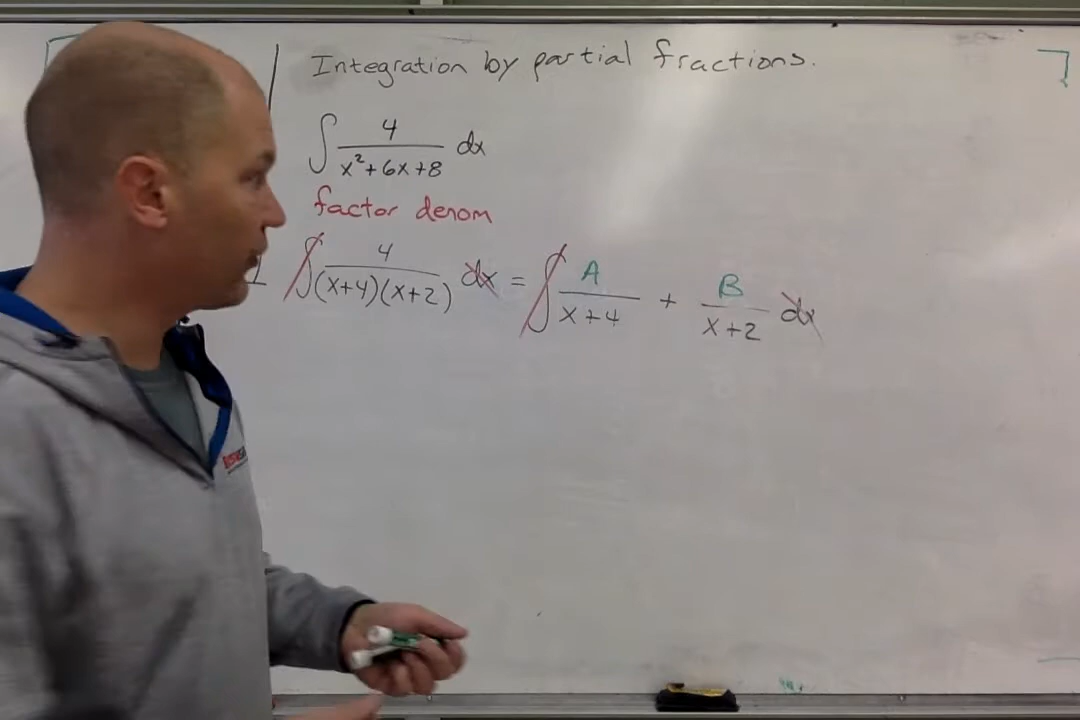 Integration by partial fractions.
∫ 4/(x²+6x+8) dx
factor denom
∫ 4/((x+4)(x+2)) dx = ∫ A/(x+4) + B/(x+2) dx